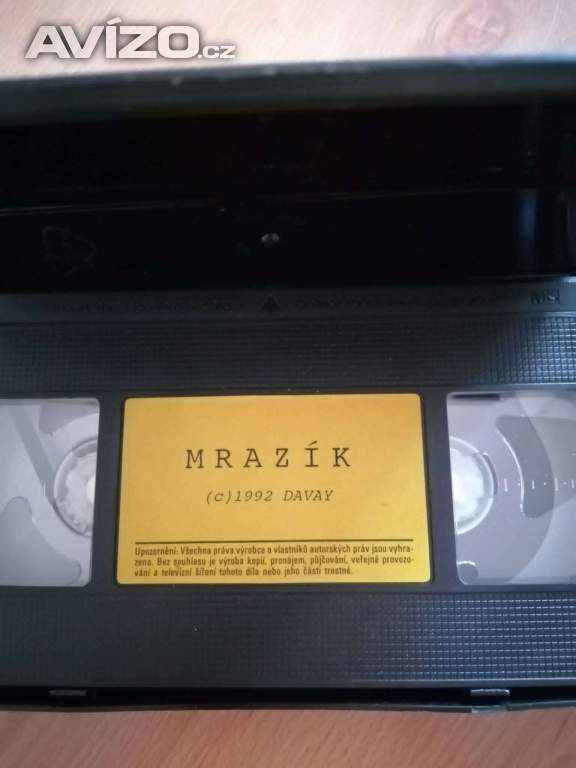 AVÍZO.cz
MRAZÍK
(c)1992 DAVAY
Upozornění: Všechna práva výrobce a vlastníků autorských práv jsou vyhra-
zena. Bez souhlasu je výroba kopií, pronájem, půjčování, veřejné provozo-
vání a televizní šíření tohoto díla nebo jeho části trestné.